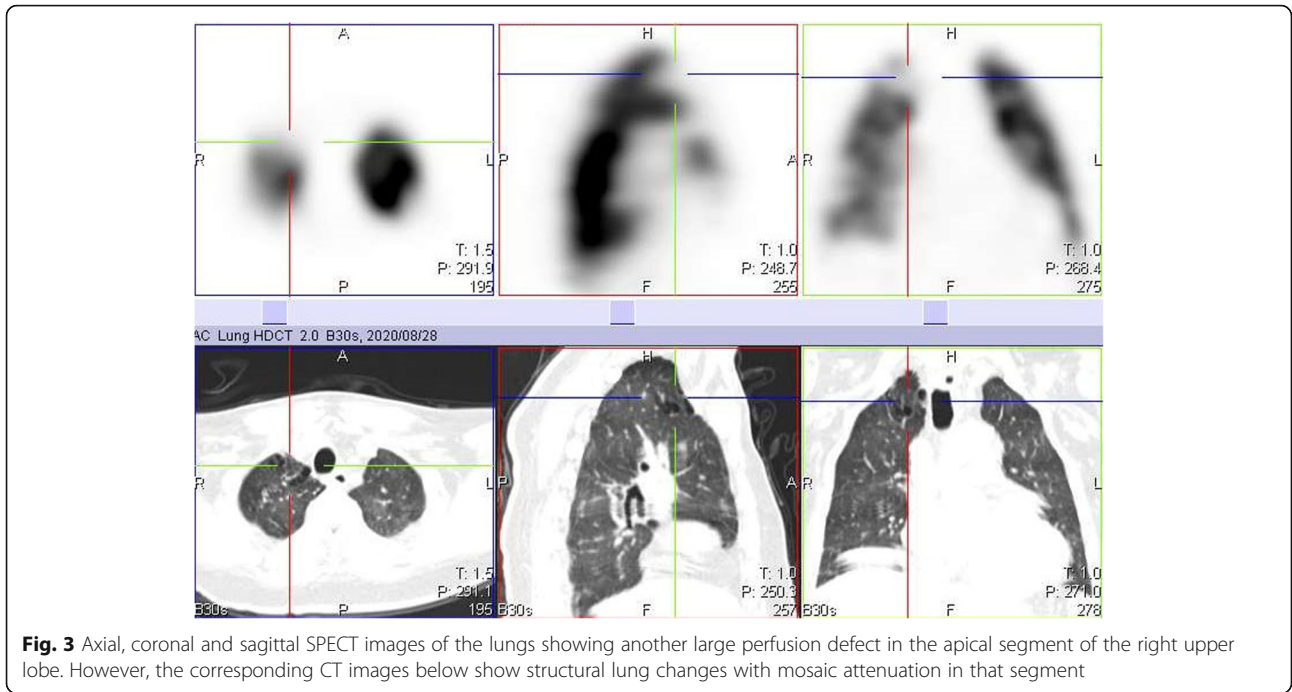 A
R
L
P
T: 1.5
P: 291.9
195
H
P
A
F
T: 1.0
P: 248.7
255
H
R
L
F
T: 1.0
P: 268.4
275
AC Lung HDCT 2.0 B30s, 2020/08/28
A
R
L
P
T: 1.5
P: 291.1
B30s
195
H
P
A
F
T: 1.0
P: 250.3
B30s
257
H
R
L
F
T: 1.0
P: 271.0
B30s
278
Fig. 3 Axial, coronal and sagittal SPECT images of the lungs showing another large perfusion defect in the apical segment of the right upper
lobe. However, the corresponding CT images below show structural lung changes with mosaic attenuation in that segment